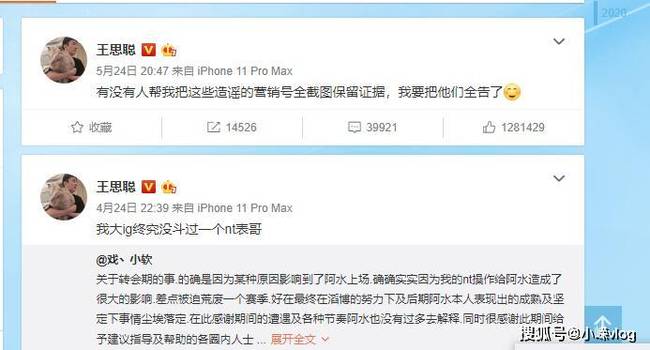 2020
王思聪
5月24日 20:47 来自 iPhone 11 Pro Max
有没有人帮我把这些造谣的营销号全截图保留证据，我要把他们全告了
收藏 14526 39921 1281429
王思聪
4月24日 22:39 来自 iPhone 11 Pro Max
我大ig终究没斗过一个nt表哥
@戏、小软
关于转会期的事.的确是因为某种原因影响到了阿水上场.确确实实因为我的nt操作给阿水造成了
很大的影响.差点被迫荒废一个赛季.好在最终在滔博的努力下及后期阿水本人表现出的成熟及坚
定下事情尘埃落定.在此感谢期间的遭遇及各种节奏阿水也没有过多去解释.同时很感谢此期间给
予建议指导及帮助的各圈内人士 ... 展开全文
搜狐号@小 vlog